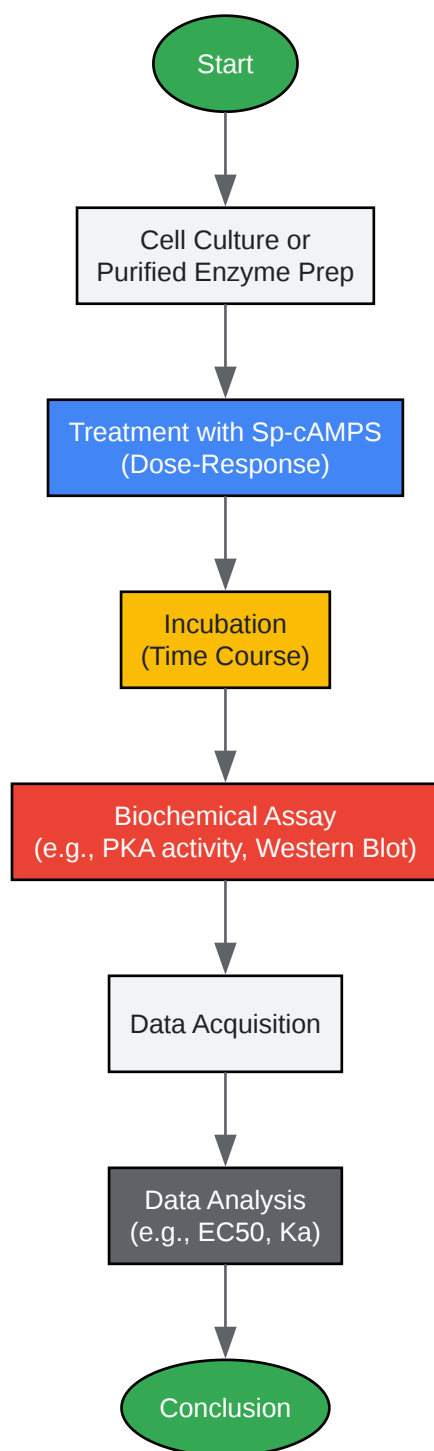 Start
Cell Culture or
Purified Enzyme Prep
Treatment with Sp-cAMPS
(Dose-Response)
Incubation
(Time Course)
Biochemical Assay
(e.g., PKA activity, Western Blot)
Data Acquisition
Data Analysis
(e.g., EC50, Ka)
Conclusion